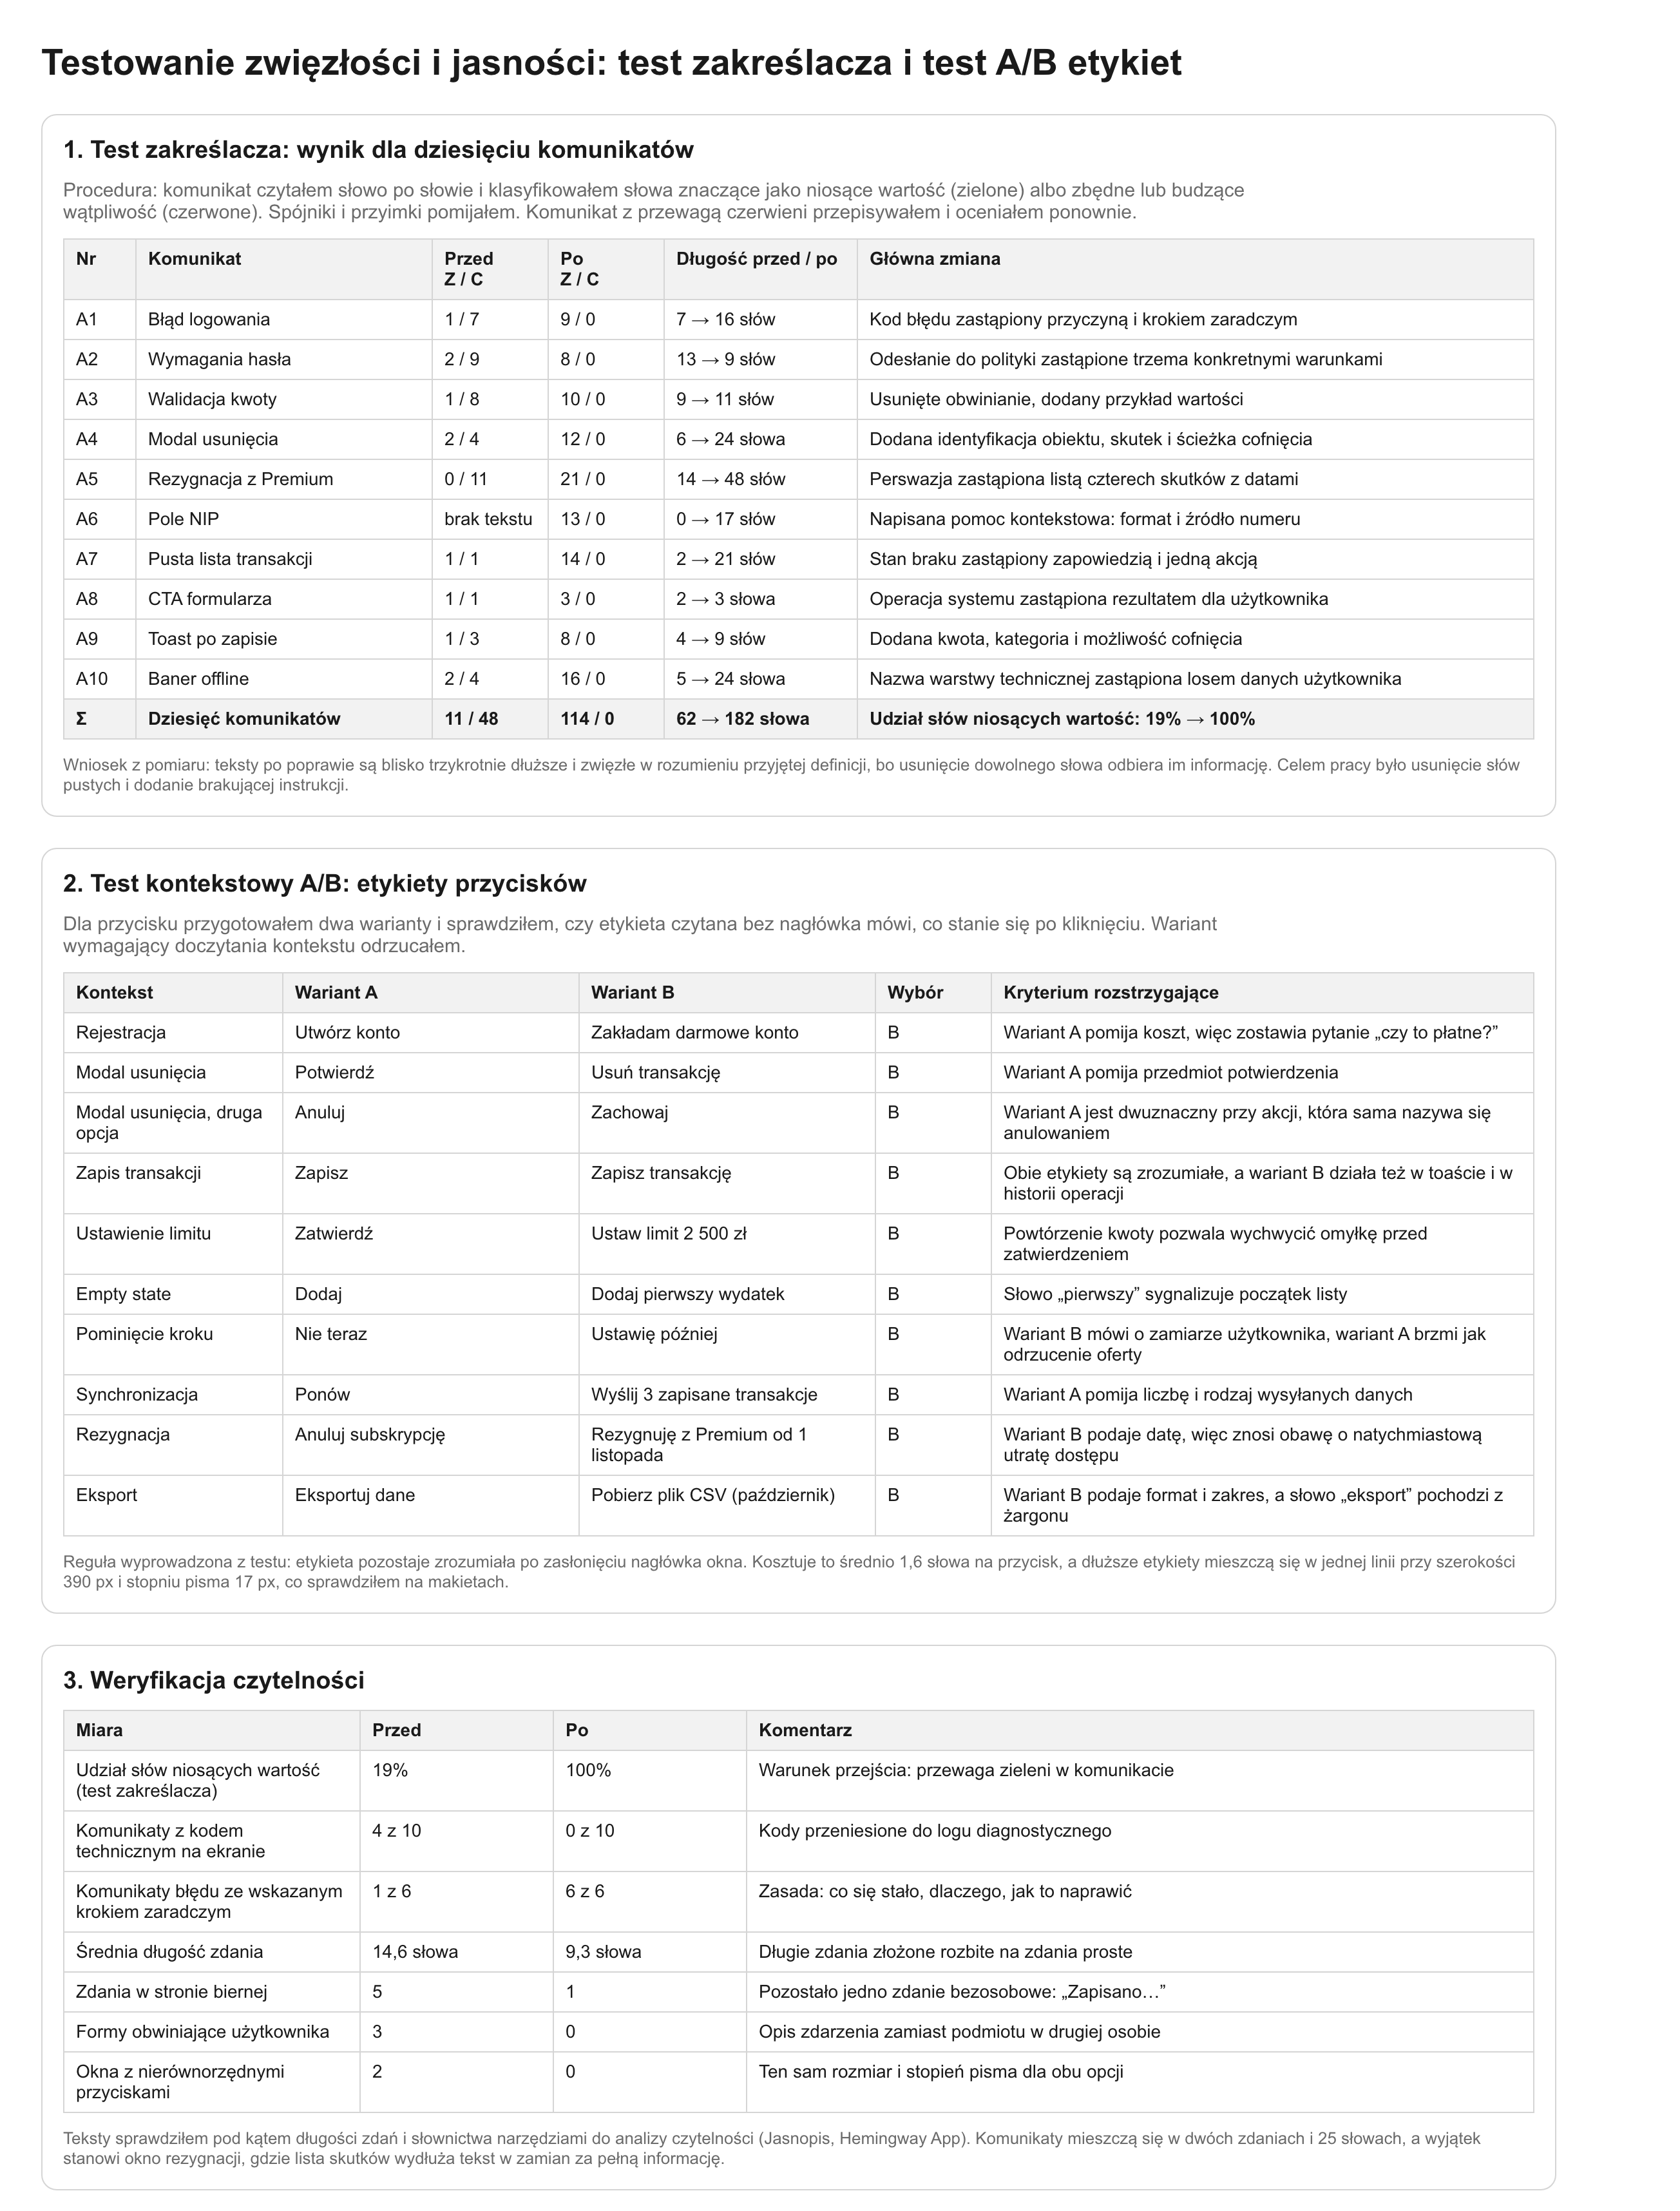 Testowanie zwięzłości i jasności: test zakreślacza i test A/B etykiet
1. Test zakreślacza: wynik dla dziesięciu komunikatów
Procedura: komunikat czytałem słowo po słowie i klasyfikowałem słowa znaczące jako niosące wartość (zielone) albo zbędne lub budzące
wątpliwość (czerwone). Spójniki i przyimki pomijałem. Komunikat z przewagą czerwieni przepisywałem i oceniałem ponownie.
Nr Komunikat Przed Po Długość przed / po Główna zmiana
Z / C Z / C
A1 Błąd logowania 1 / 7 9 / 0 7 → 16 słów Kod błędu zastąpiony przyczyną i krokiem zaradczym
A2 Wymagania hasła 2 / 9 8 / 0 13 → 9 słów Odesłanie do polityki zastąpione trzema konkretnymi warunkami
A3 Walidacja kwoty 1 / 8 10 / 0 9 → 11 słów Usunięte obwinianie, dodany przykład wartości
A4 Modal usunięcia 2 / 4 12 / 0 6 → 24 słowa Dodana identyfikacja obiektu, skutek i ścieżka cofnięcia
A5 Rezygnacja z Premium 0 / 11 21 / 0 14 → 48 słów Perswazja zastąpiona listą czterech skutków z datami
A6 Pole NIP brak tekstu 13 / 0 0 → 17 słów Napisana pomoc kontekstowa: format i źródło numeru
A7 Pusta lista transakcji 1 / 1 14 / 0 2 → 21 słów Stan braku zastąpiony zapowiedzią i jedną akcją
A8 CTA formularza 1 / 1 3 / 0 2 → 3 słowa Operacja systemu zastąpiona rezultatem dla użytkownika
A9 Toast po zapisie 1 / 3 8 / 0 4 → 9 słów Dodana kwota, kategoria i możliwość cofnięcia
A10 Baner offline 2 / 4 16 / 0 5 → 24 słowa Nazwa warstwy technicznej zastąpiona losem danych użytkownika
Σ Dziesięć komunikatów 11 / 48 114 / 0 62 → 182 słowa Udział słów niosących wartość: 19% → 100%
Wniosek z pomiaru: teksty po poprawie są blisko trzykrotnie dłuższe i zwięzłe w rozumieniu przyjętej definicji, bo usunięcie dowolnego słowa odbiera im informację. Celem pracy było usunięcie słów
pustych i dodanie brakującej instrukcji.
2. Test kontekstowy A/B: etykiety przycisków
Dla przycisku przygotowałem dwa warianty i sprawdziłem, czy etykieta czytana bez nagłówka mówi, co stanie się po kliknięciu. Wariant
wymagający doczytania kontekstu odrzucałem.
Kontekst Wariant A Wariant B Wybór Kryterium rozstrzygające
Rejestracja Utwórz konto Zakładam darmowe konto B Wariant A pomija koszt, więc zostawia pytanie „czy to płatne?”
Modal usunięcia Potwierdź Usuń transakcję B Wariant A pomija przedmiot potwierdzenia
Modal usunięcia, druga Anuluj Zachowaj B Wariant A jest dwuznaczny przy akcji, która sama nazywa się
opcja anulowaniem
Zapis transakcji Zapisz Zapisz transakcję B Obie etykiety są zrozumiałe, a wariant B działa też w toaście i w
historii operacji
Ustawienie limitu Zatwierdź Ustaw limit 2 500 zł B Powtórzenie kwoty pozwala wychwycić omyłkę przed
zatwierdzeniem
Empty state Dodaj Dodaj pierwszy wydatek B Słowo „pierwszy” sygnalizuje początek listy
Pominięcie kroku Nie teraz Ustawię później B Wariant B mówi o zamiarze użytkownika, wariant A brzmi jak
odrzucenie oferty
Synchronizacja Ponów Wyślij 3 zapisane transakcje B Wariant A pomija liczbę i rodzaj wysyłanych danych
Rezygnacja Anuluj subskrypcję Rezygnuję z Premium od 1 B Wariant B podaje datę, więc znosi obawę o natychmiastową
listopada utratę dostępu
Eksport Eksportuj dane Pobierz plik CSV (październik) B Wariant B podaje format i zakres, a słowo „eksport” pochodzi z
żargonu
Reguła wyprowadzona z testu: etykieta pozostaje zrozumiała po zasłonięciu nagłówka okna. Kosztuje to średnio 1,6 słowa na przycisk, a dłuższe etykiety mieszczą się w jednej linii przy szerokości
390 px i stopniu pisma 17 px, co sprawdziłem na makietach.
3. Weryfikacja czytelności
Miara Przed Po Komentarz
Udział słów niosących wartość 19% 100% Warunek przejścia: przewaga zieleni w komunikacie
(test zakreślacza)
Komunikaty z kodem 4 z 10 0 z 10 Kody przeniesione do logu diagnostycznego
technicznym na ekranie
Komunikaty błędu ze wskazanym 1 z 6 6 z 6 Zasada: co się stało, dlaczego, jak to naprawić
krokiem zaradczym
Średnia długość zdania 14,6 słowa 9,3 słowa Długie zdania złożone rozbite na zdania proste
Zdania w stronie biernej 5 1 Pozostało jedno zdanie bezosobowe: „Zapisano…”
Formy obwiniające użytkownika 3 0 Opis zdarzenia zamiast podmiotu w drugiej osobie
Okna z nierównorzędnymi 2 0 Ten sam rozmiar i stopień pisma dla obu opcji
przyciskami
Teksty sprawdziłem pod kątem długości zdań i słownictwa narzędziami do analizy czytelności (Jasnopis, Hemingway App). Komunikaty mieszczą się w dwóch zdaniach i 25 słowach, a wyjątek
stanowi okno rezygnacji, gdzie lista skutków wydłuża tekst w zamian za pełną informację.